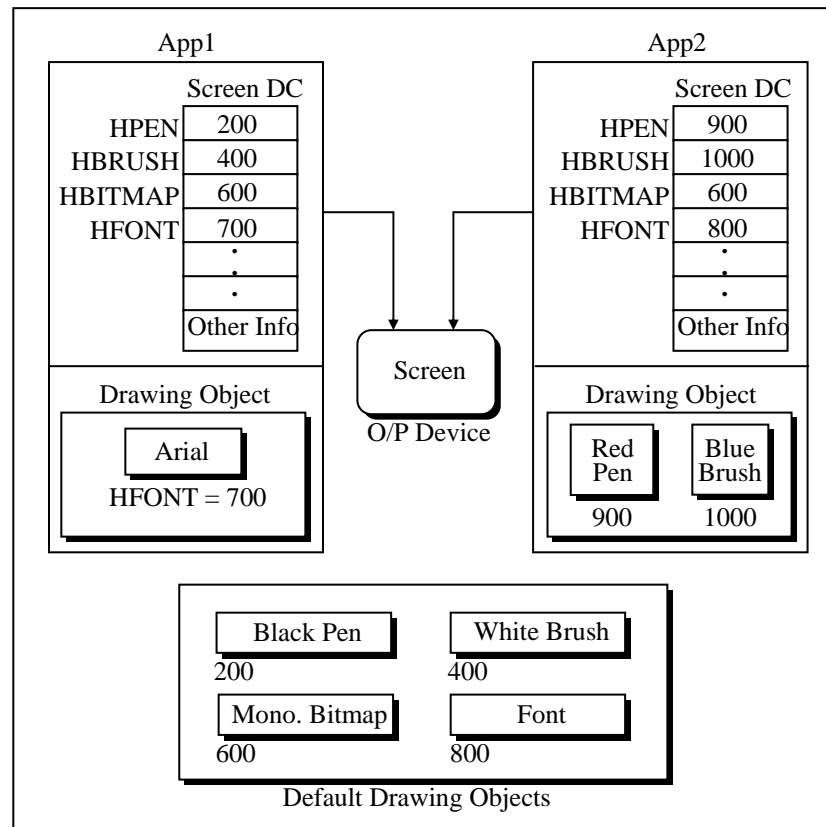 App1
Screen DC
HPEN 200
HBRUSH 400
HBITMAP 600
HFONT 700
.
.
.
Other Info
Drawing Object
Arial
HFONT = 700
Screen
O/P Device
App2
Screen DC
HPEN 900
HBRUSH 1000
HBITMAP 600
HFONT 800
.
.
.
Other Info
Drawing Object
Red
Pen
900
Blue
Brush
1000
Black Pen
200
White Brush
400
Mono. Bitmap
600
Font
800
Default Drawing Objects